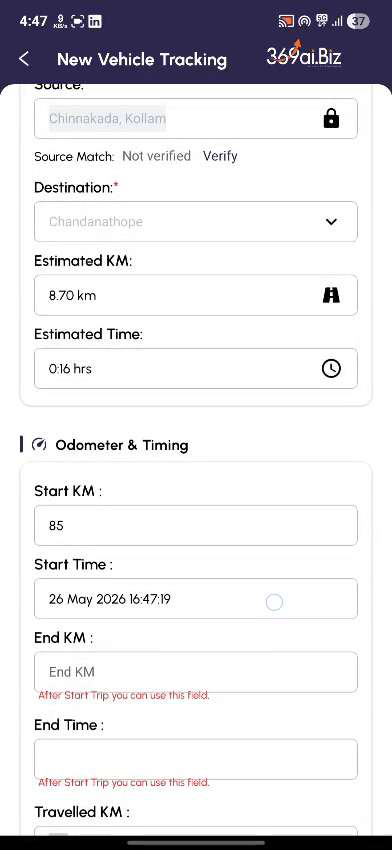 4:47 9 KB/s 5G 37
New Vehicle Tracking 369ai.Biz
Source:
Chinnakada, Kollam
Source Match: Not verified Verify
Destination:*
Chandanathope
Estimated KM:
8.70 km
Estimated Time:
0:16 hrs
Odometer & Timing
Start KM :
85
Start Time :
26 May 2026 16:47:19
End KM :
End KM
After Start Trip you can use this field.
End Time :
After Start Trip you can use this field.
Travelled KM :